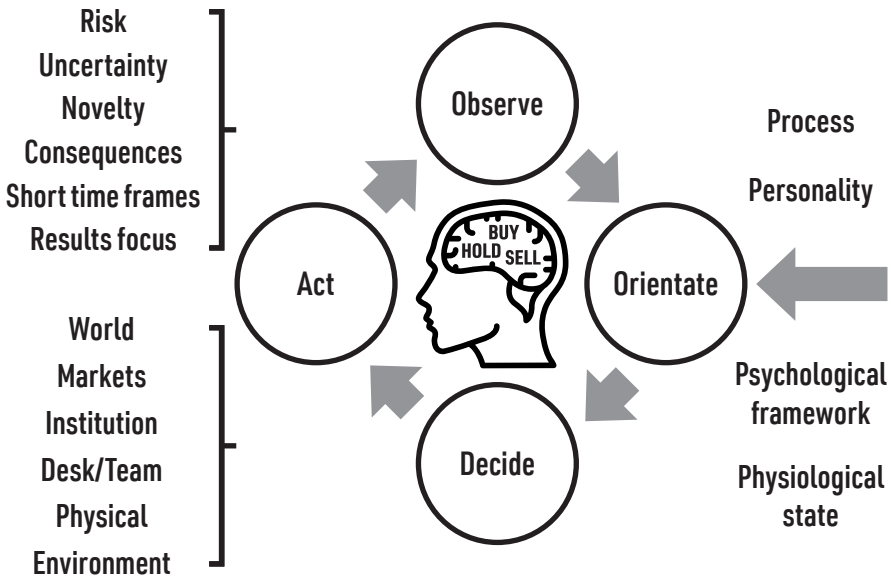 Risk
Uncertainty
Novelty
Consequences
Short time frames
Results focus
World
Markets
Institution
Desk/Team
Physical
Environment
Observe
Act
BUY
HOLD
SELL
Orientate
Decide
Process
Personality
Psychological
framework
Physiological
state